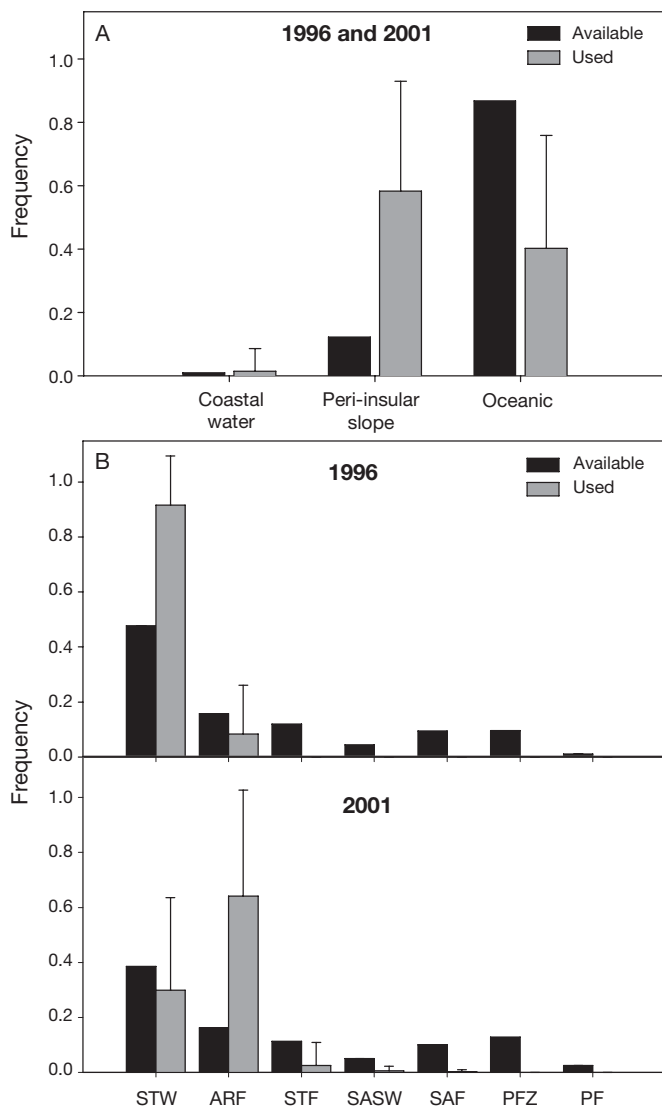 A
1996 and 2001
Available
Used
Frequency
1.0
0.8
0.6
0.4
0.2
0.0
Coastal water
Peri-insular slope
Oceanic
B
1996
Available
Used
Frequency
1.0
0.8
0.6
0.4
0.2
0.0
2001
1.0
0.8
0.6
0.4
0.2
0.0
STW ARF STF SASW SAF PFZ PF